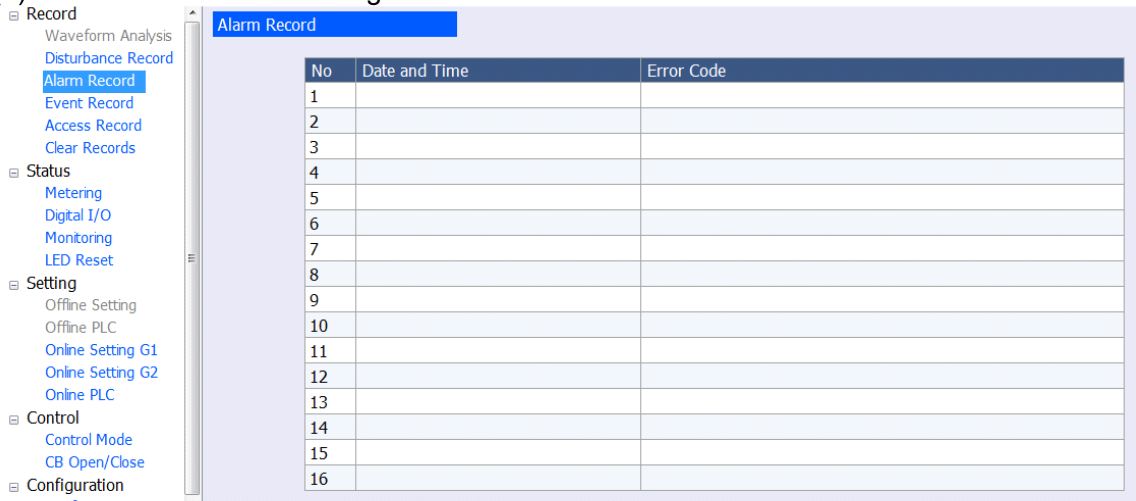 Record
Waveform Analysis
Disturbance Record
Alarm Record
Event Record
Access Record
Clear Records
Status
Metering
Digital I/O
Monitoring
LED Reset
Setting
Offline Setting
Offline PLC
Online Setting G1
Online Setting G2
Online PLC
Control
Control Mode
CB Open/Close
Configuration
Alarm Record
No Date and Time Error Code
1
2
3
4
5
6
7
8
9
10
11
12
13
14
15
16